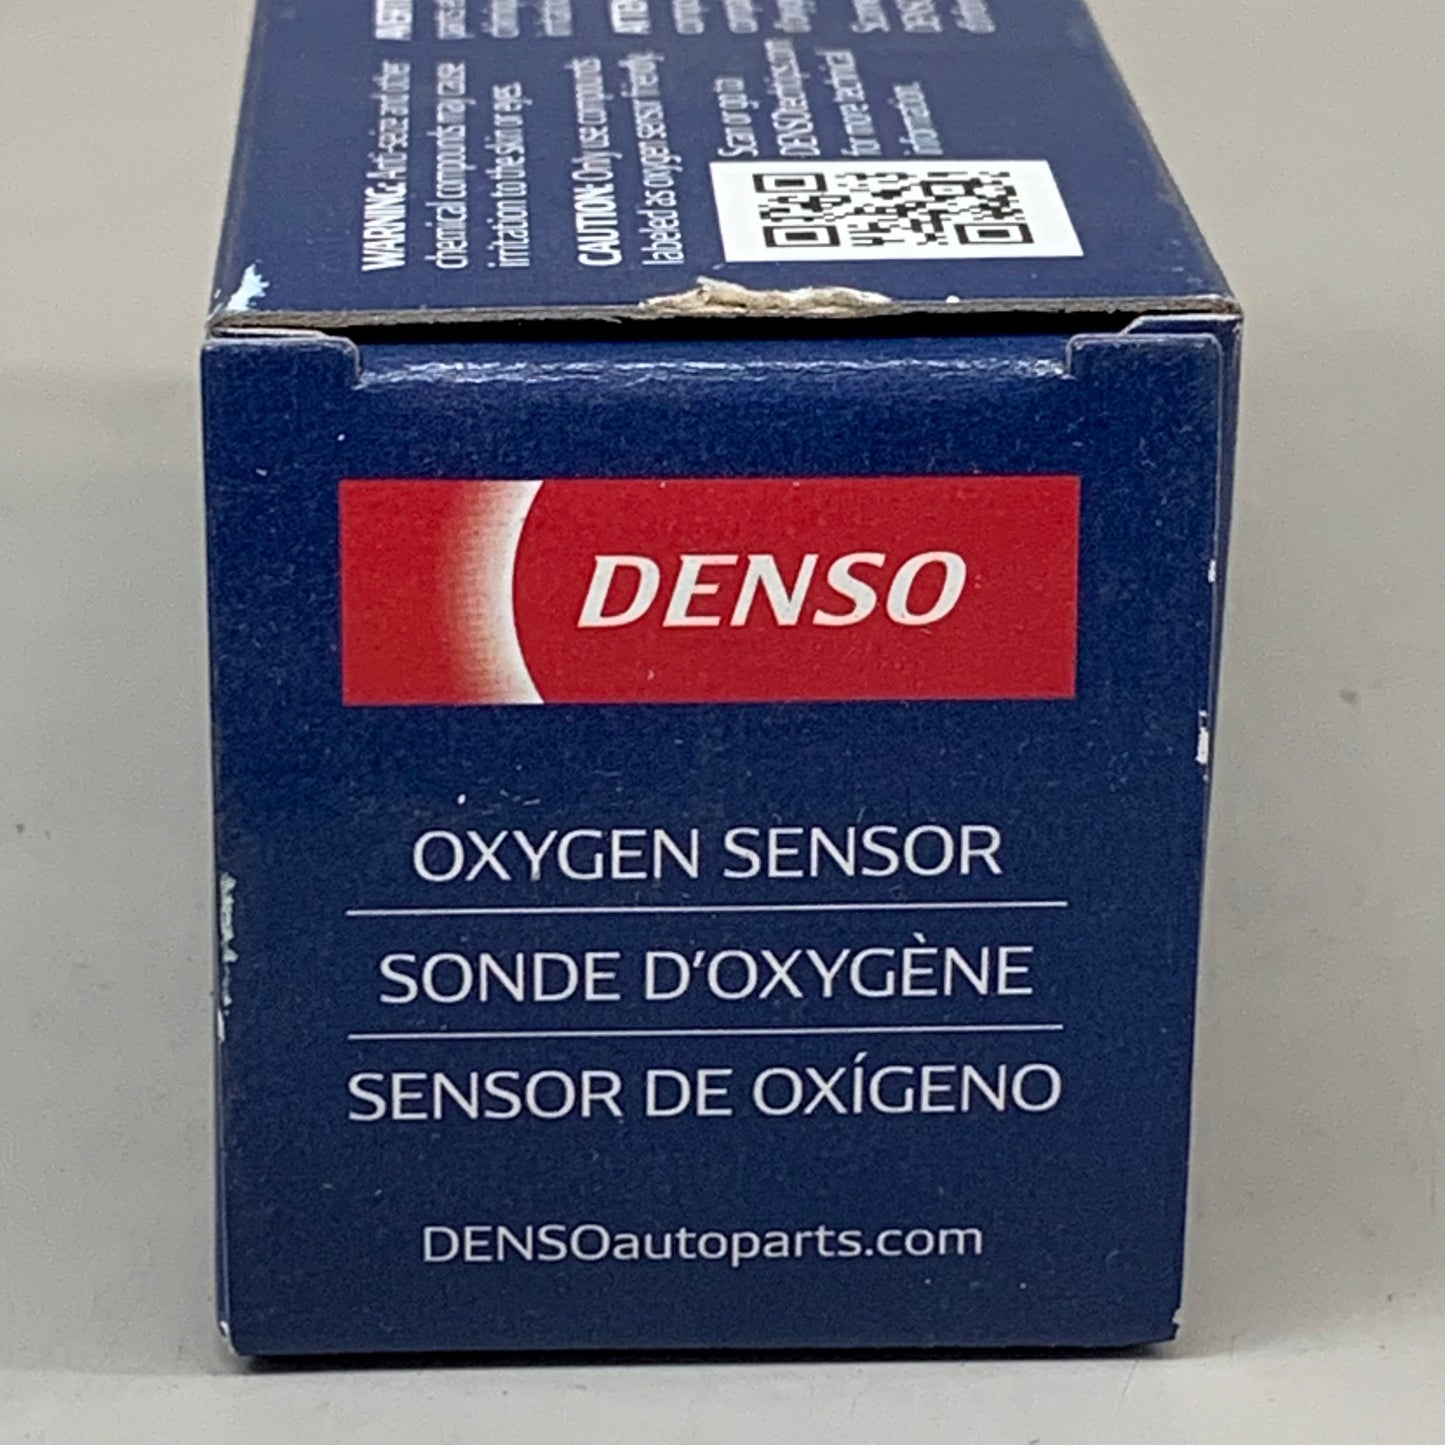 WARNING: Anti-seize and other
chemical compounds may cause
irritation to the skin or eyes.
CAUTION: Only use compounds
labeled as oxygen sensor friendly.
Scan or go to
DENSOtechtips.com
for more technical
information.
DENSO
OXYGEN SENSOR
SONDE D'OXYGÈNE
SENSOR DE OXÍGENO
DENSOautoparts.com